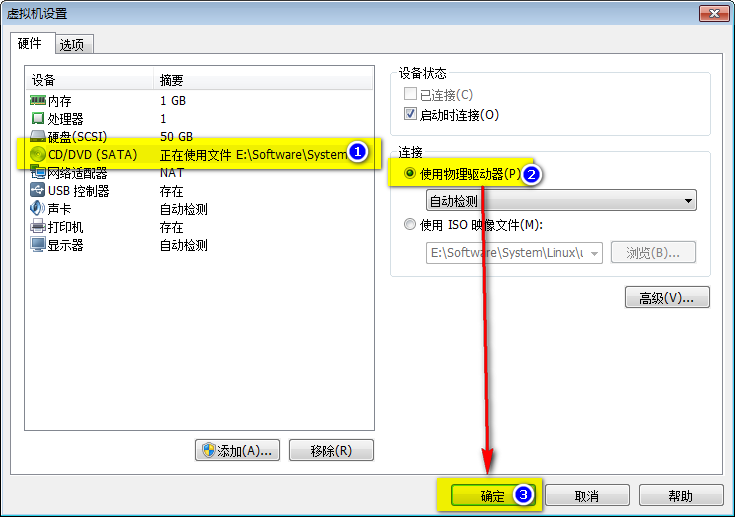 虚拟机设置
硬件 选项
设备 摘要
内存 1 GB
处理器 1
硬盘(SCSI) 50 GB
CD/DVD (SATA) 正在使用文件 E:\Software\System 1
网络适配器 NAT
USB 控制器 存在
声卡 自动检测
打印机 存在
显示器 自动检测
添加(A)... 移除(R)
设备状态
已连接(C)
启动时连接(O)
连接
使用物理驱动器(P) 2
自动检测
使用 ISO 映像文件(M):
E:\Software\System\Linux\u 浏览(B)...
高级(V)...
确定 3 取消 帮助